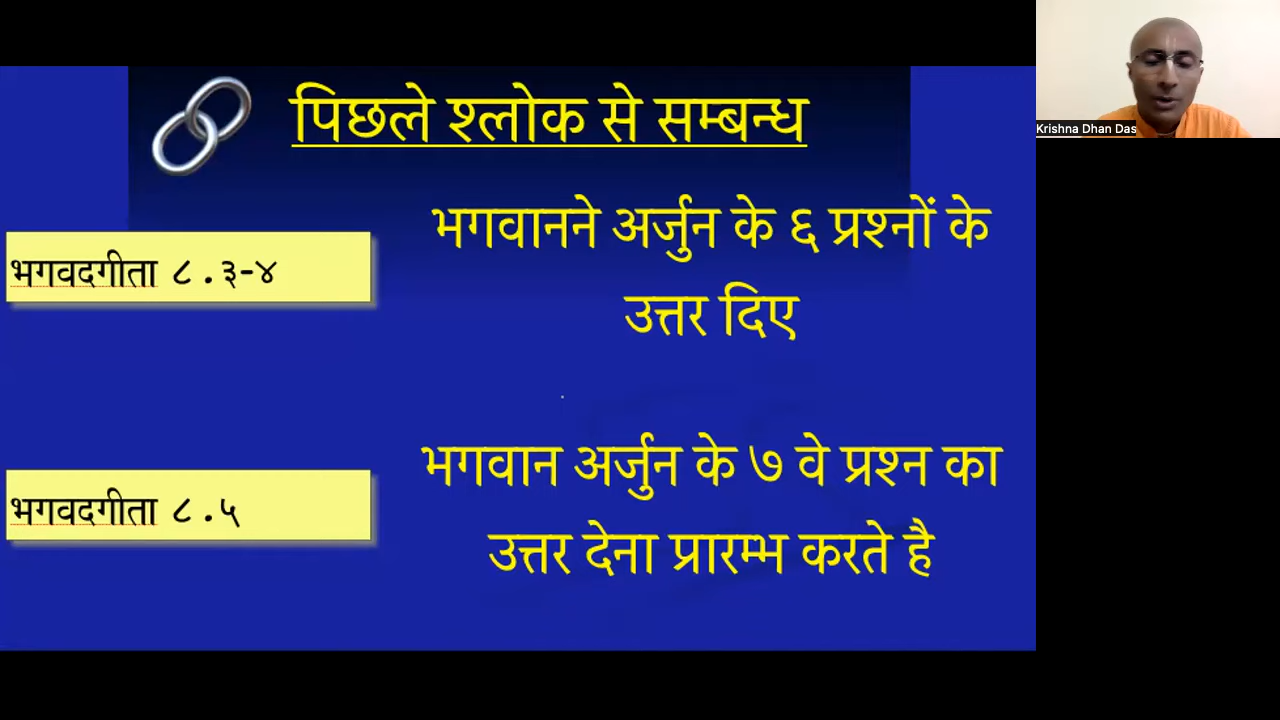 पिछले श्लोक से सम्बन्ध
भगवदगीता ८.३-४
भगवानने अर्जुन के ६ प्रश्नों के
उत्तर दिए
भगवदगीता ८.५
भगवान अर्जुन के ७ वे प्रश्न का
उत्तर देना प्रारम्भ करते है
Krishna Dhan Das